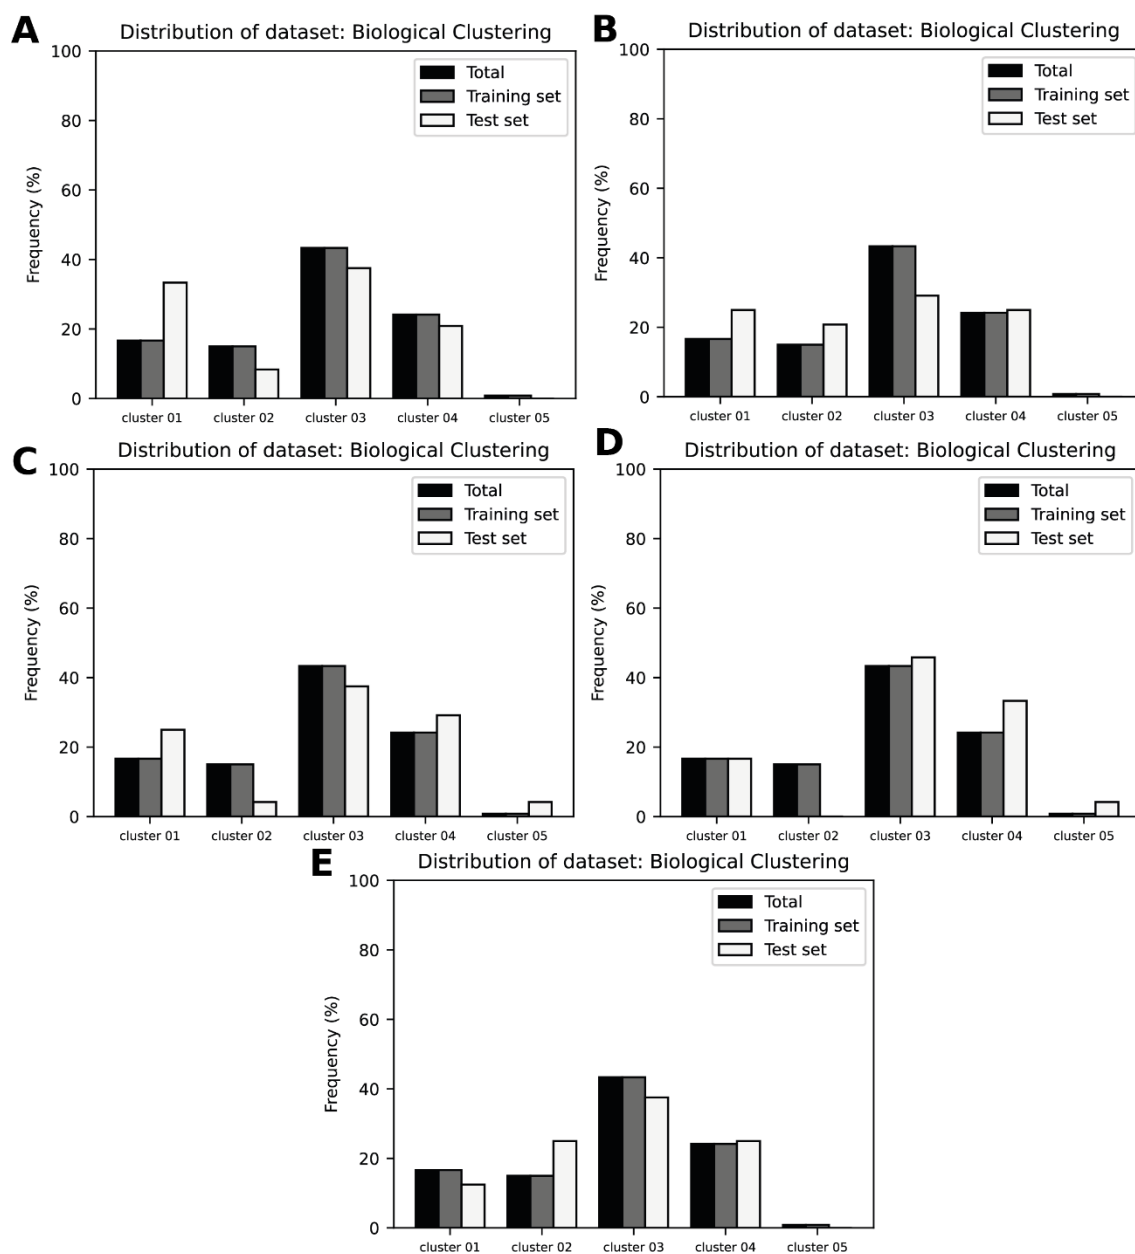 A
Distribution of dataset: Biological Clustering
100
80
60
40
20
0
Frequency (%)
Total
Training set
Test set
cluster 01
cluster 02
cluster 03
cluster 04
cluster 05
B
Distribution of dataset: Biological Clustering
100
80
60
40
20
0
Frequency (%)
Total
Training set
Test set
cluster 01
cluster 02
cluster 03
cluster 04
cluster 05
C
Distribution of dataset: Biological Clustering
100
80
60
40
20
0
Frequency (%)
Total
Training set
Test set
cluster 01
cluster 02
cluster 03
cluster 04
cluster 05
D
Distribution of dataset: Biological Clustering
100
80
60
40
20
0
Frequency (%)
Total
Training set
Test set
cluster 01
cluster 02
cluster 03
cluster 04
cluster 05
E
Distribution of dataset: Biological Clustering
100
80
60
40
20
0
Frequency (%)
Total
Training set
Test set
cluster 01
cluster 02
cluster 03
cluster 04
cluster 05